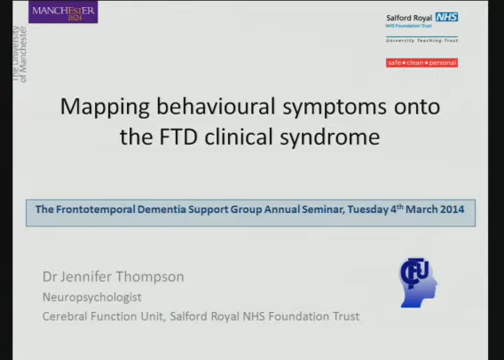 MANCHESTER
1824
The University
of Manchester
Salford Royal NHS
NHS Foundation Trust
University Teaching Trust
safe • clean • personal
Mapping behavioural symptoms onto
the FTD clinical syndrome
The Frontotemporal Dementia Support Group Annual Seminar, Tuesday 4th March 2014
Dr Jennifer Thompson
Neuropsychologist
Cerebral Function Unit, Salford Royal NHS Foundation Trust
CFU